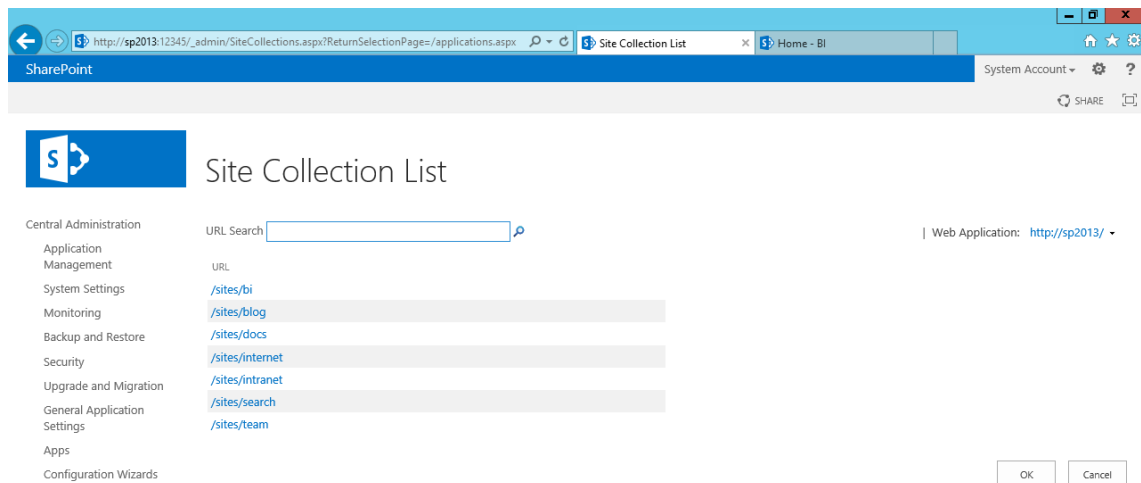 http://sp2013:12345/_admin/SiteCollections.aspx?ReturnSelectionPage=/applications.aspx
Site Collection List
Home - BI
SharePoint
System Account
?
SHARE
S
Site Collection List
Central Administration
Application
Management
System Settings
Monitoring
Backup and Restore
Security
Upgrade and Migration
General Application
Settings
Apps
Configuration Wizards
URL Search
| Web Application: http://sp2013/
URL
/sites/bi
/sites/blog
/sites/docs
/sites/internet
/sites/intranet
/sites/search
/sites/team
OK
Cancel